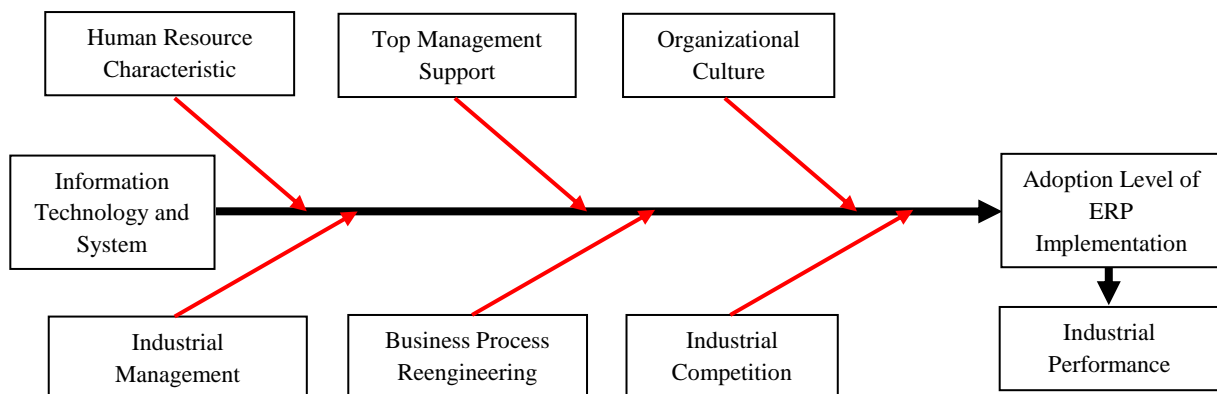 Human Resource
Characteristic
Top Management
Support
Organizational
Culture
Information
Technology and
System
Adoption Level of
ERP
Implementation
Industrial
Management
Business Process
Reengineering
Industrial
Competition
Industrial
Performance